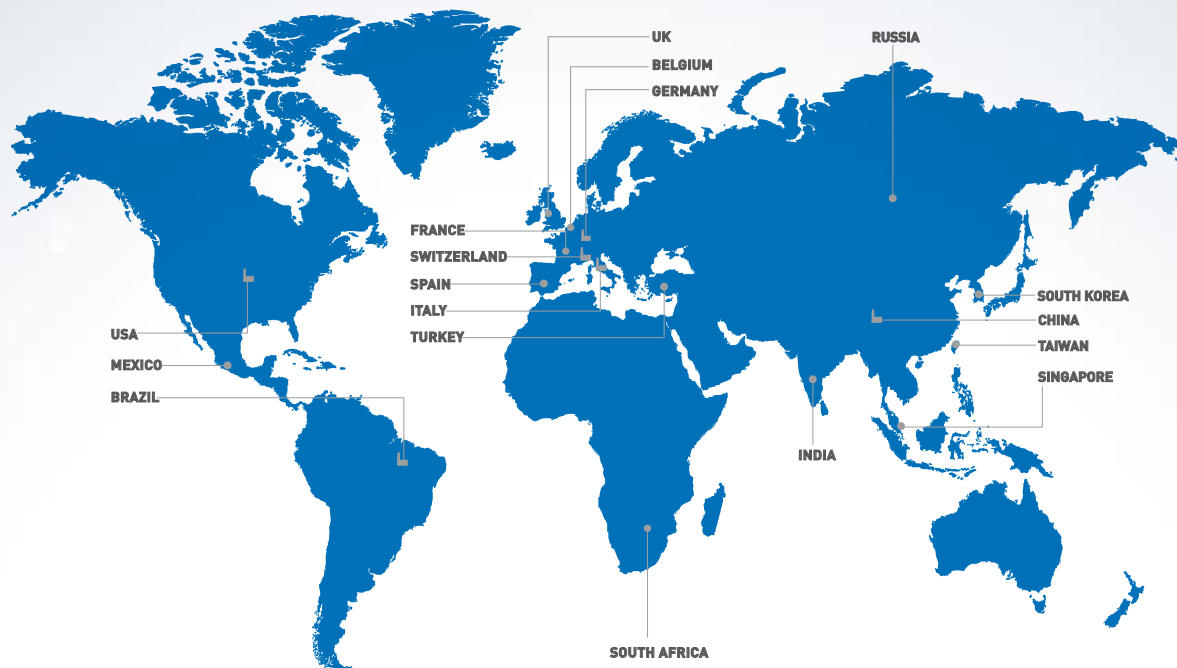 UK
RUSSIA
BELGIUM
GERMANY
FRANCE
SWITZERLAND
SPAIN
ITALY
TURKEY
USA
MEXICO
BRAZIL
SOUTH KOREA
CHINA
TAIWAN
SINGAPORE
INDIA
SOUTH AFRICA